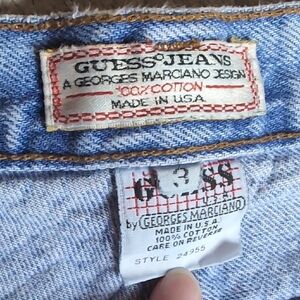 GUESS JEANS
A GEORGES MARCIANO DESIGN
100% COTTON
MADE IN U.S.A.
3
U.S.A.
by GEORGES MARCIANO
MADE IN U.S.A.
100% COTTON
CARE ON REVERSE
STYLE 24955